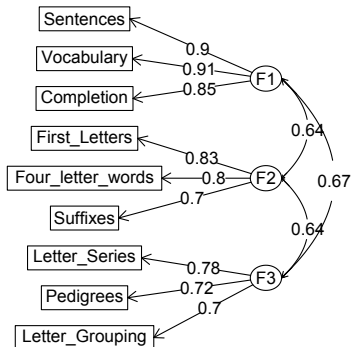 Sentences
0.9
Vocabulary
0.91
F1
Completion
0.85
0.64
First_Letters
0.83
0.67
Four_letter_words
0.8
F2
Suffixes
0.7
0.64
Letter_Series
0.78
F3
Pedigrees
0.72
Letter_Grouping
0.7